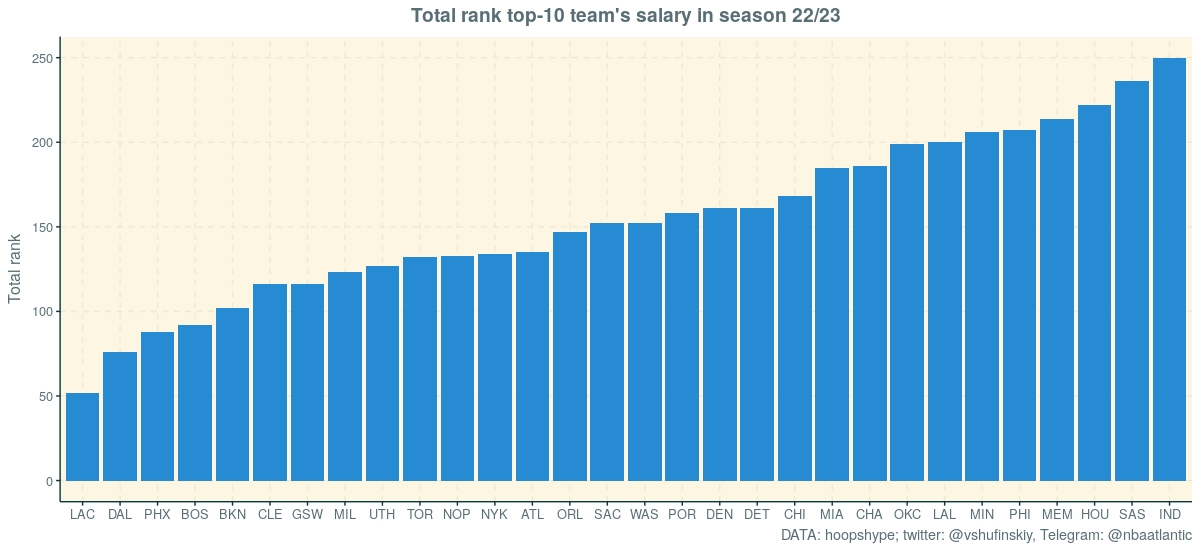 Total rank top-10 team's salary in season 22/23
Total rank
250
200
150
100
50
0
LAC DAL PHX BOS BKN CLE GSW MIL UTH TOR NOP NYK ATL ORL SAC WAS POR DEN DET CHI MIA CHA OKC LAL MIN PHI MEM HOU SAS IND
DATA: hoopshype; twitter: @vshufinskiy, Telegram: @nbaatlantic